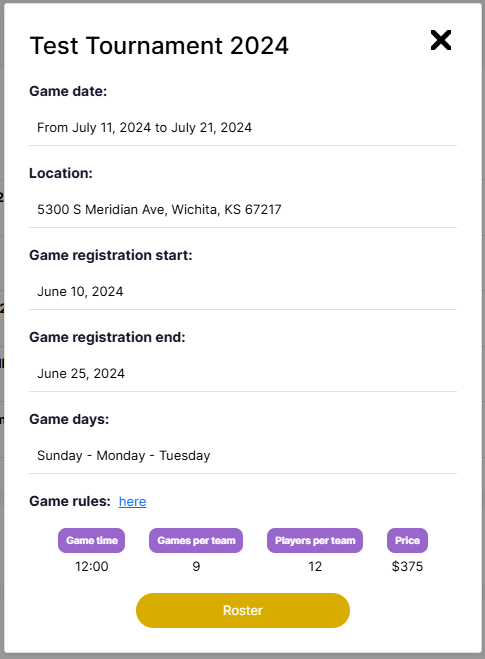 Test Tournament 2024
Game date:
From July 11, 2024 to July 21, 2024
Location:
5300 S Meridian Ave, Wichita, KS 67217
Game registration start:
June 10, 2024
Game registration end:
June 25, 2024
Game days:
Sunday - Monday - Tuesday
Game rules: here
Game time Games per team Players per team Price
12:00 9 12 $375
Roster